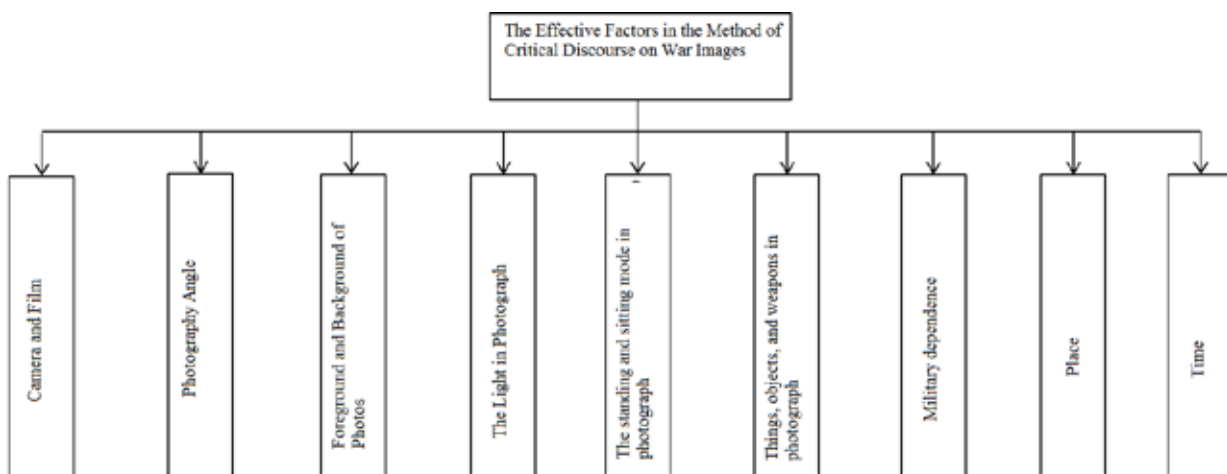 The Effective Factors in the Method of
Critical Discourse on War Images
Camera and Film
Photography Angle
Foreground and Background of
Photos
The Light in Photograph
The standing and sitting mode in
photograph
Things, objects, and weapons in
photograph
Military dependence
Place
Time